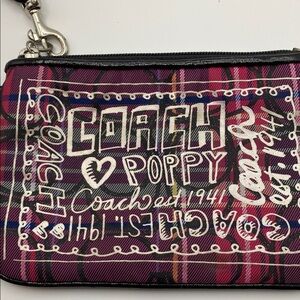 COACH
COACH
POPPY
Coach est. 1941
COACH EST. 1941
Coach
est. 1941